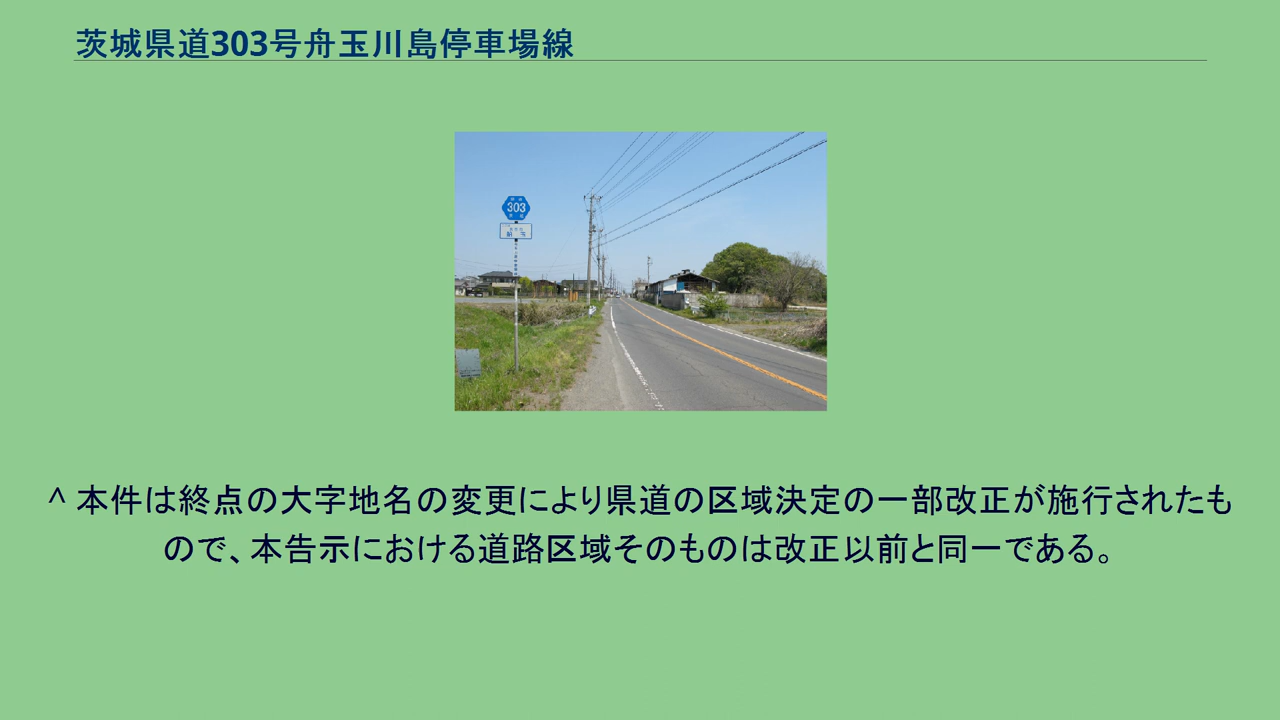 茨城県道303号舟玉川島停車場線
303
^ 本件は終点の大字地名の変更により県道の区域決定の一部改正が施行されたも
ので、本告示における道路区域そのものは改正以前と同一である。